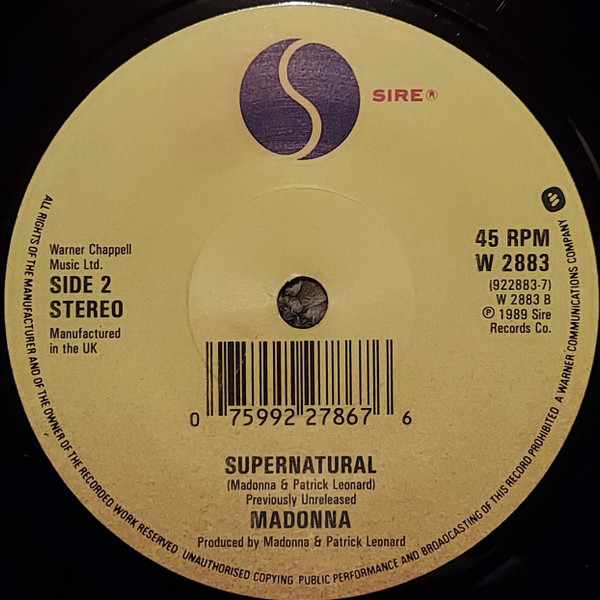 SIRE®
Warner Chappell
Music Ltd.
SIDE 2
STEREO
Manufactured
in the UK
45 RPM
W 2883
(922883-7)
W 2883 B
℗ 1989 Sire
Records Co.
0 75992 27867 6
SUPERNATURAL
(Madonna & Patrick Leonard)
Previously Unreleased
MADONNA
Produced by Madonna & Patrick Leonard
ALL RIGHTS OF THE MANUFACTURER AND OF THE OWNER OF THE RECORDED WORK RESERVED UNAUTHORISED COPYING PUBLIC PERFORMANCE AND BROADCASTING OF THIS RECORD PROHIBITED A WARNER COMMUNICATIONS COMPANY